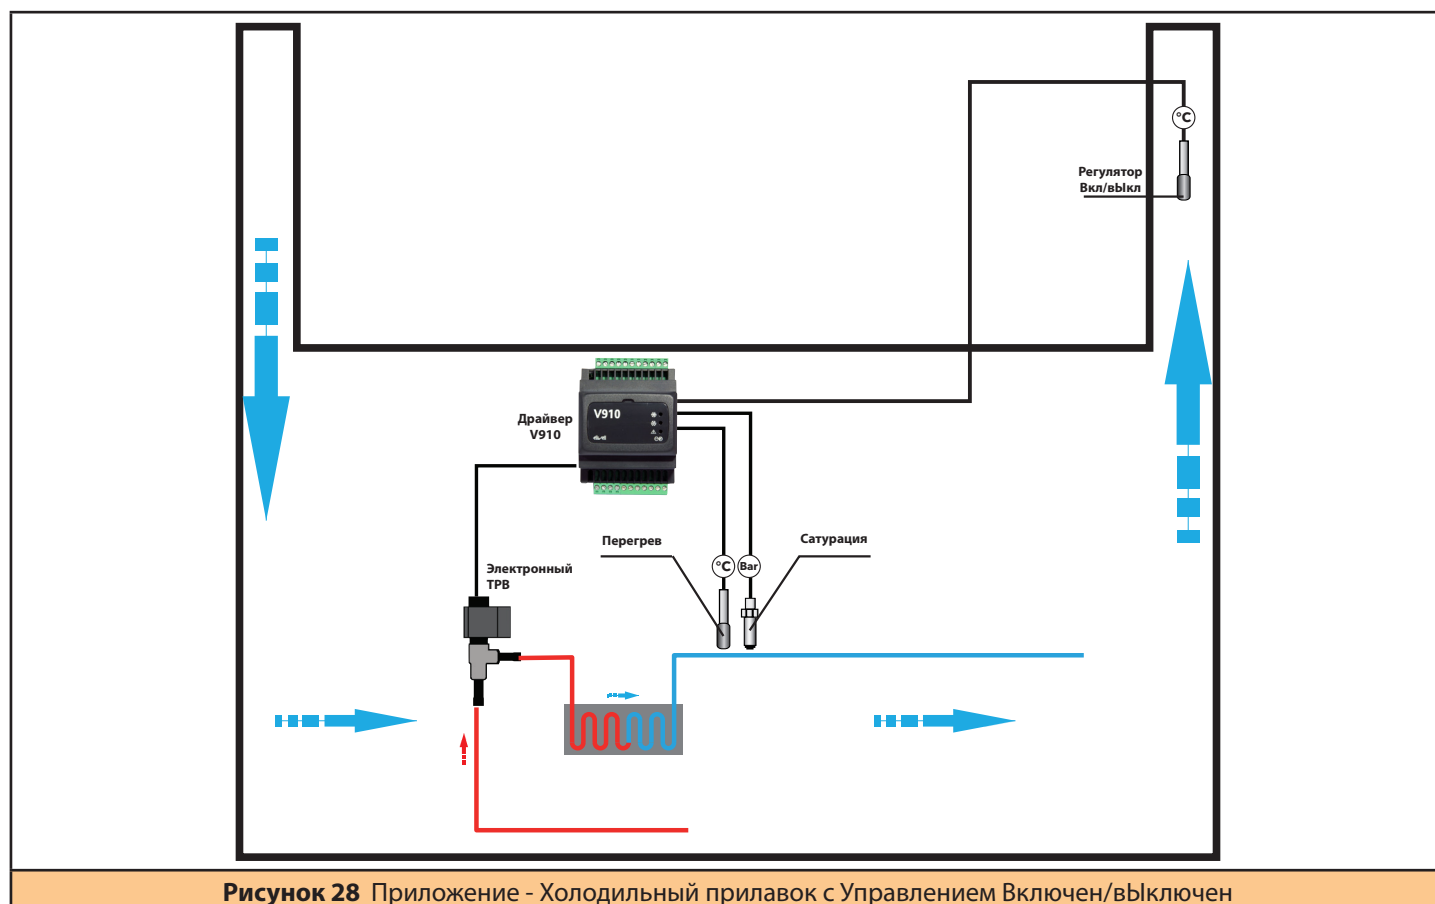 °C
Регулятор
Вкл/вЫкл
Драйвер
V910
V910
Перегрев
Сатурация
°C
Bar
Электронный
ТРВ
Рисунок 28 Приложение - Холодильный прилавок с Управлением Включен/вЫключен